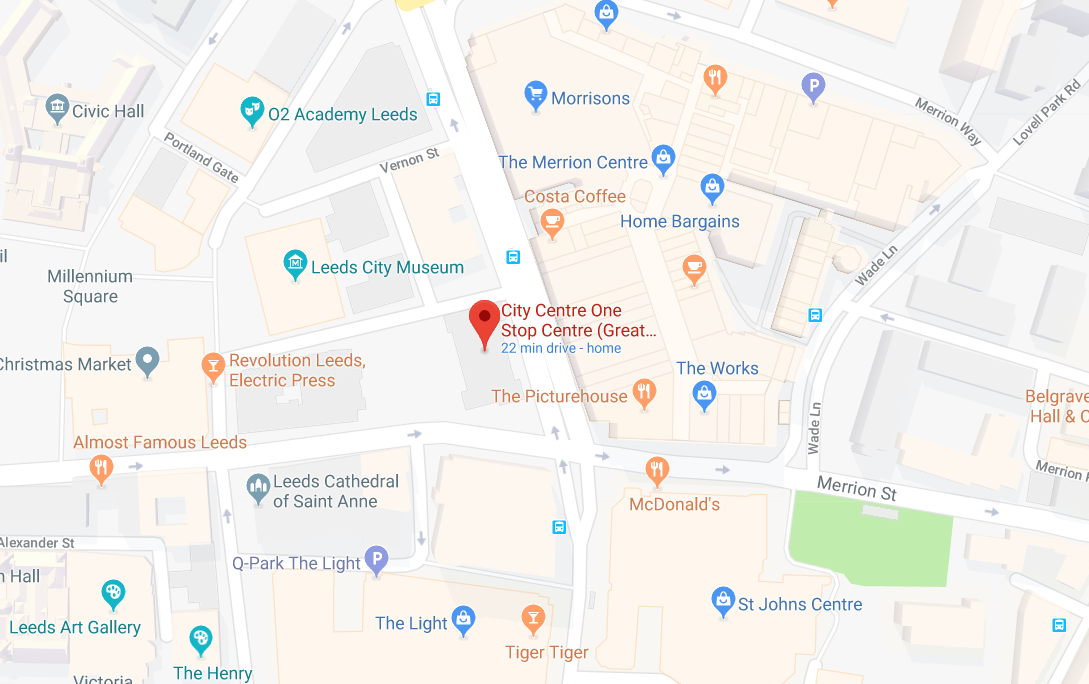 Civic Hall
O2 Academy Leeds
Morrisons
Merrion Way
Lovell Park Rd
Portland Gate
Vernon St
The Merrion Centre
Costa Coffee
Home Bargains
il
Leeds City Museum
Millennium
Square
Wade Ln
City Centre One
Stop Centre (Great…
22 min drive - home
Christmas Market
Revolution Leeds,
Electric Press
The Works
The Picturehouse
Wade Ln
Belgrave
Hall & C
Almost Famous Leeds
Merrion
Leeds Cathedral
of Saint Anne
McDonald's
Merrion St
Alexander St
Q-Park The Light
n Hall
P
P
The Light
St Johns Centre
Leeds Art Gallery
Tiger Tiger
The Henry
Victoria